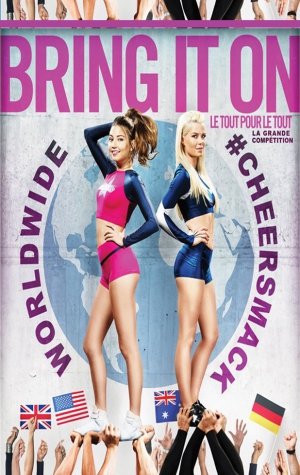 BRING IT ON
LE TOUT POUR LE TOUT
LA GRANDE
COMPÉTITION
WORLDWIDE
#CHEERSMACK